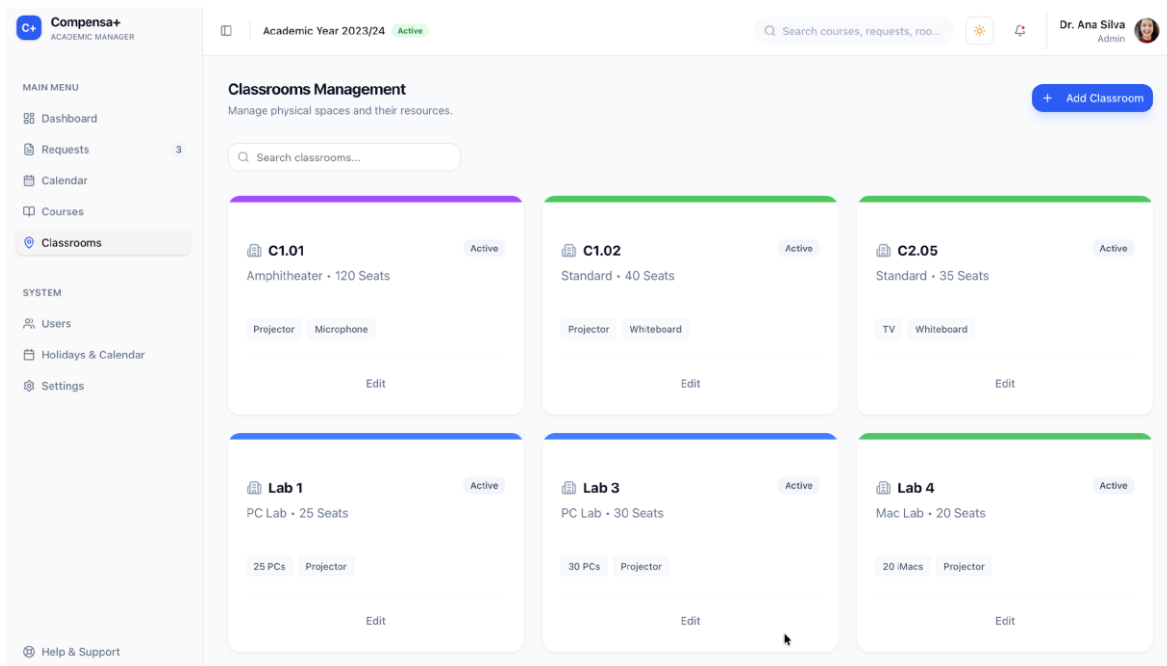 C+
Compensa+
ACADEMIC MANAGER
MAIN MENU
Dashboard
Requests 3
Calendar
Courses
Classrooms
SYSTEM
Users
Holidays & Calendar
Settings
Help & Support
Academic Year 2023/24 Active
Search courses, requests, roo...
Dr. Ana Silva
Admin
Classrooms Management
Manage physical spaces and their resources.
+ Add Classroom
Search classrooms...
C1.01 Active
Amphitheater • 120 Seats
Projector Microphone
Edit
C1.02 Active
Standard • 40 Seats
Projector Whiteboard
Edit
C2.05 Active
Standard • 35 Seats
TV Whiteboard
Edit
Lab 1 Active
PC Lab • 25 Seats
25 PCs Projector
Edit
Lab 3 Active
PC Lab • 30 Seats
30 PCs Projector
Edit
Lab 4 Active
Mac Lab • 20 Seats
20 iMacs Projector
Edit